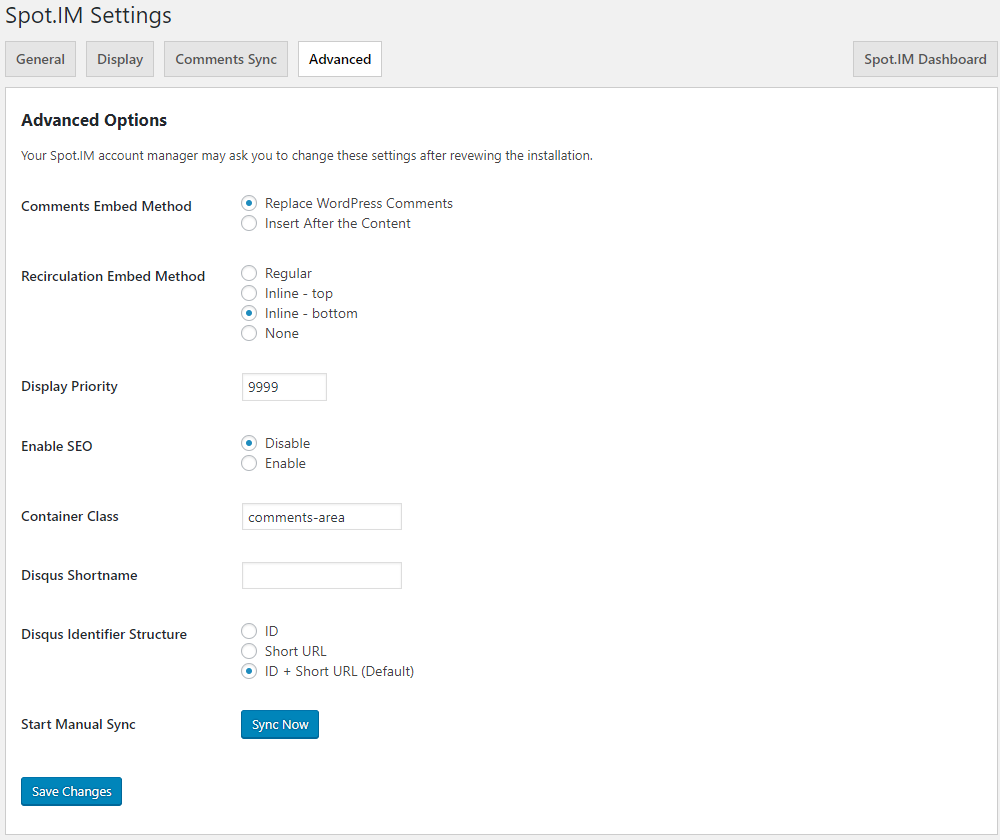 Spot.IM Settings
General Display Comments Sync Advanced Spot.IM Dashboard
Advanced Options
Your Spot.IM account manager may ask you to change these settings after revewing the installation.
Comments Embed Method
Replace WordPress Comments
Insert After the Content
Recirculation Embed Method
Regular
Inline - top
Inline - bottom
None
Display Priority 9999
Enable SEO
Disable
Enable
Container Class comments-area
Disqus Shortname
Disqus Identifier Structure
ID
Short URL
ID + Short URL (Default)
Start Manual Sync Sync Now
Save Changes